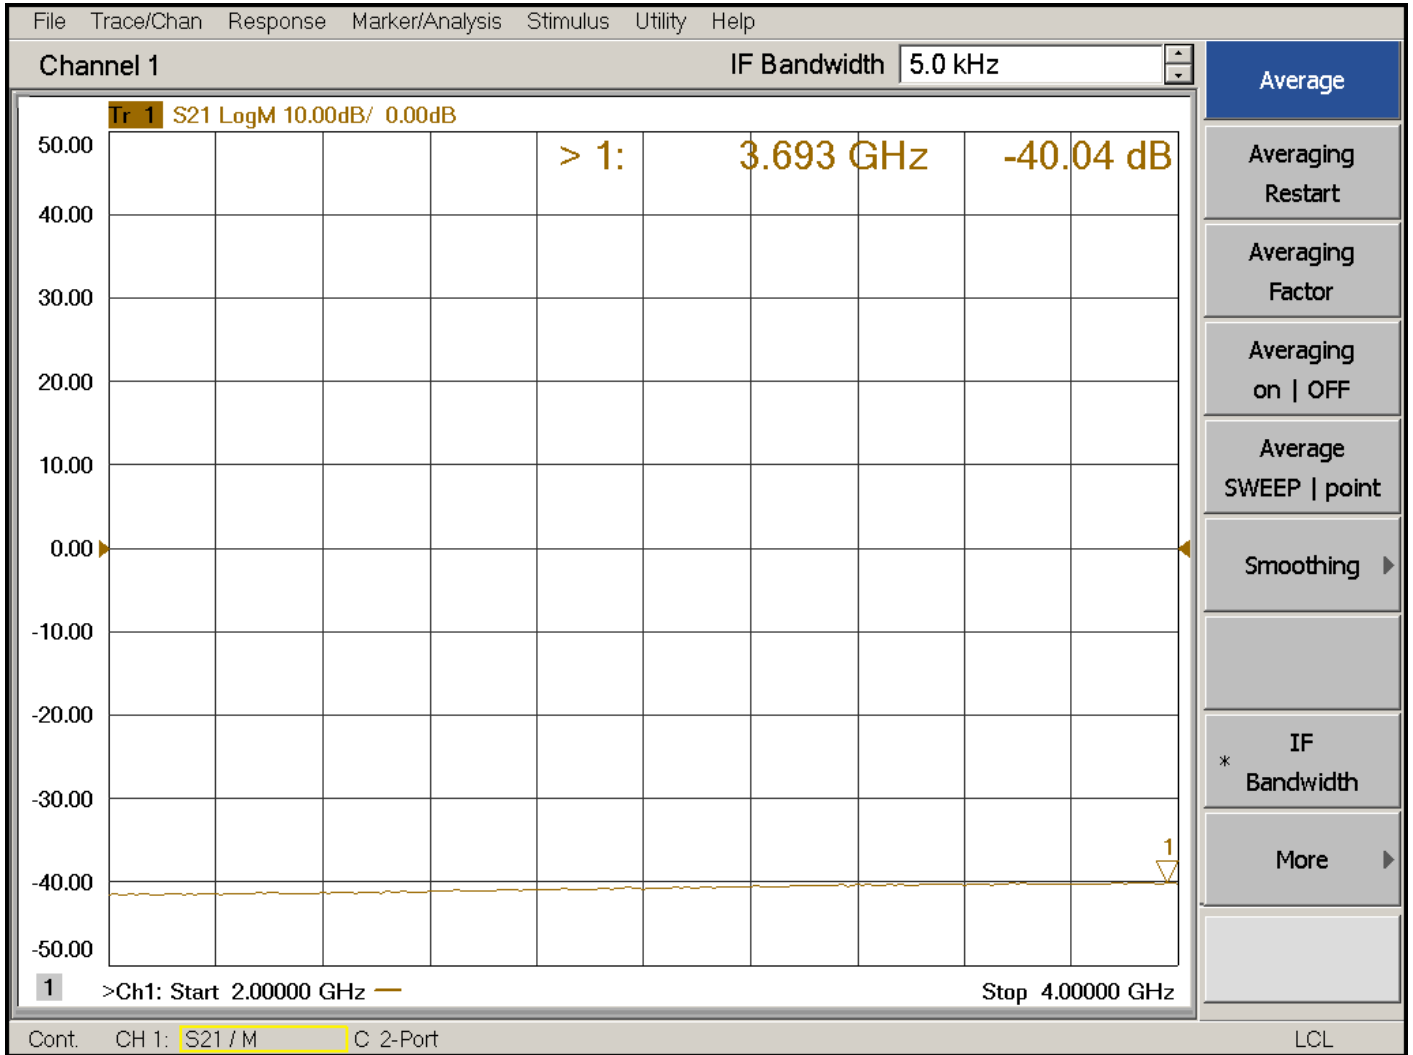 File Trace/Chan Response Marker/Analysis Stimulus Utility Help
Channel 1 IF Bandwidth 5.0 kHz
Tr 1 S21 LogM 10.00dB/ 0.00dB
> 1: 3.693 GHz -40.04 dB
50.00
40.00
30.00
20.00
10.00
0.00
-10.00
-20.00
-30.00
-40.00
-50.00
1
1 >Ch1: Start 2.00000 GHz Stop 4.00000 GHz
Cont. CH 1: S21 / M C 2-Port LCL
Average
Averaging
Restart
Averaging
Factor
Averaging
on | OFF
Average
SWEEP | point
Smoothing
* IF
Bandwidth
More